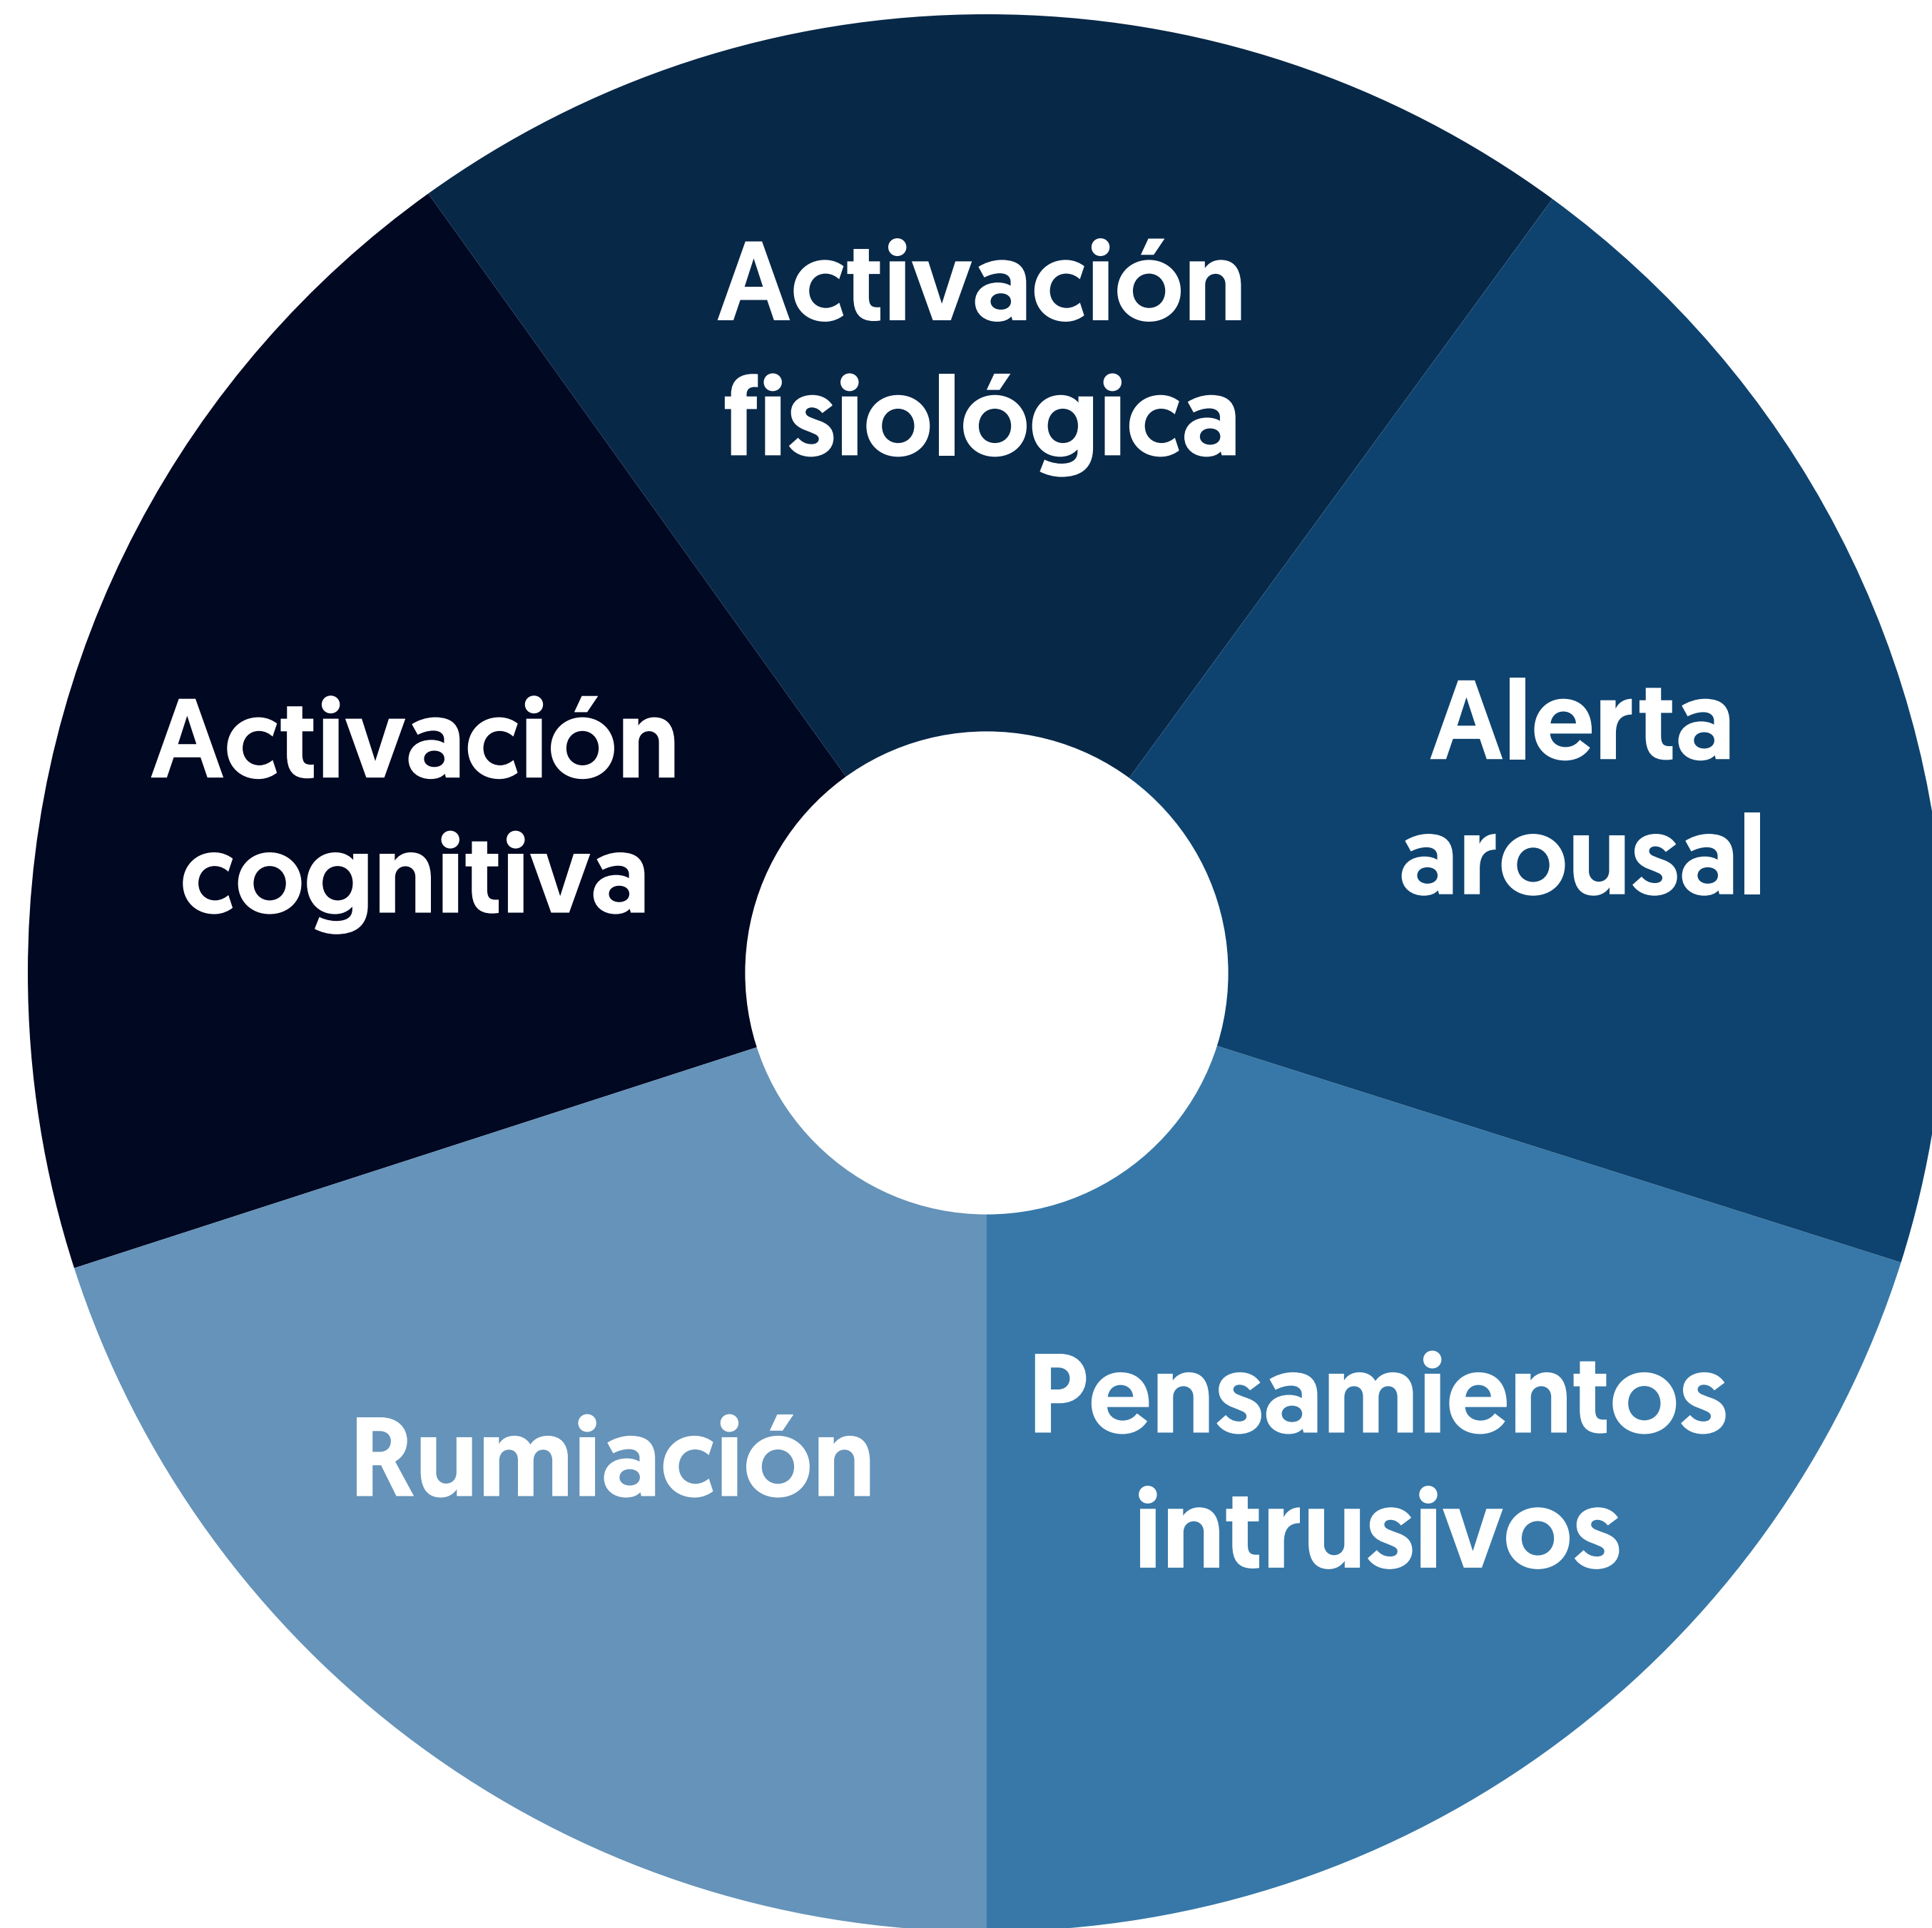 Activación
fisiológica
Alerta
arousal
Pensamientos
intrusivos
Rumiación
Activación
cognitiva